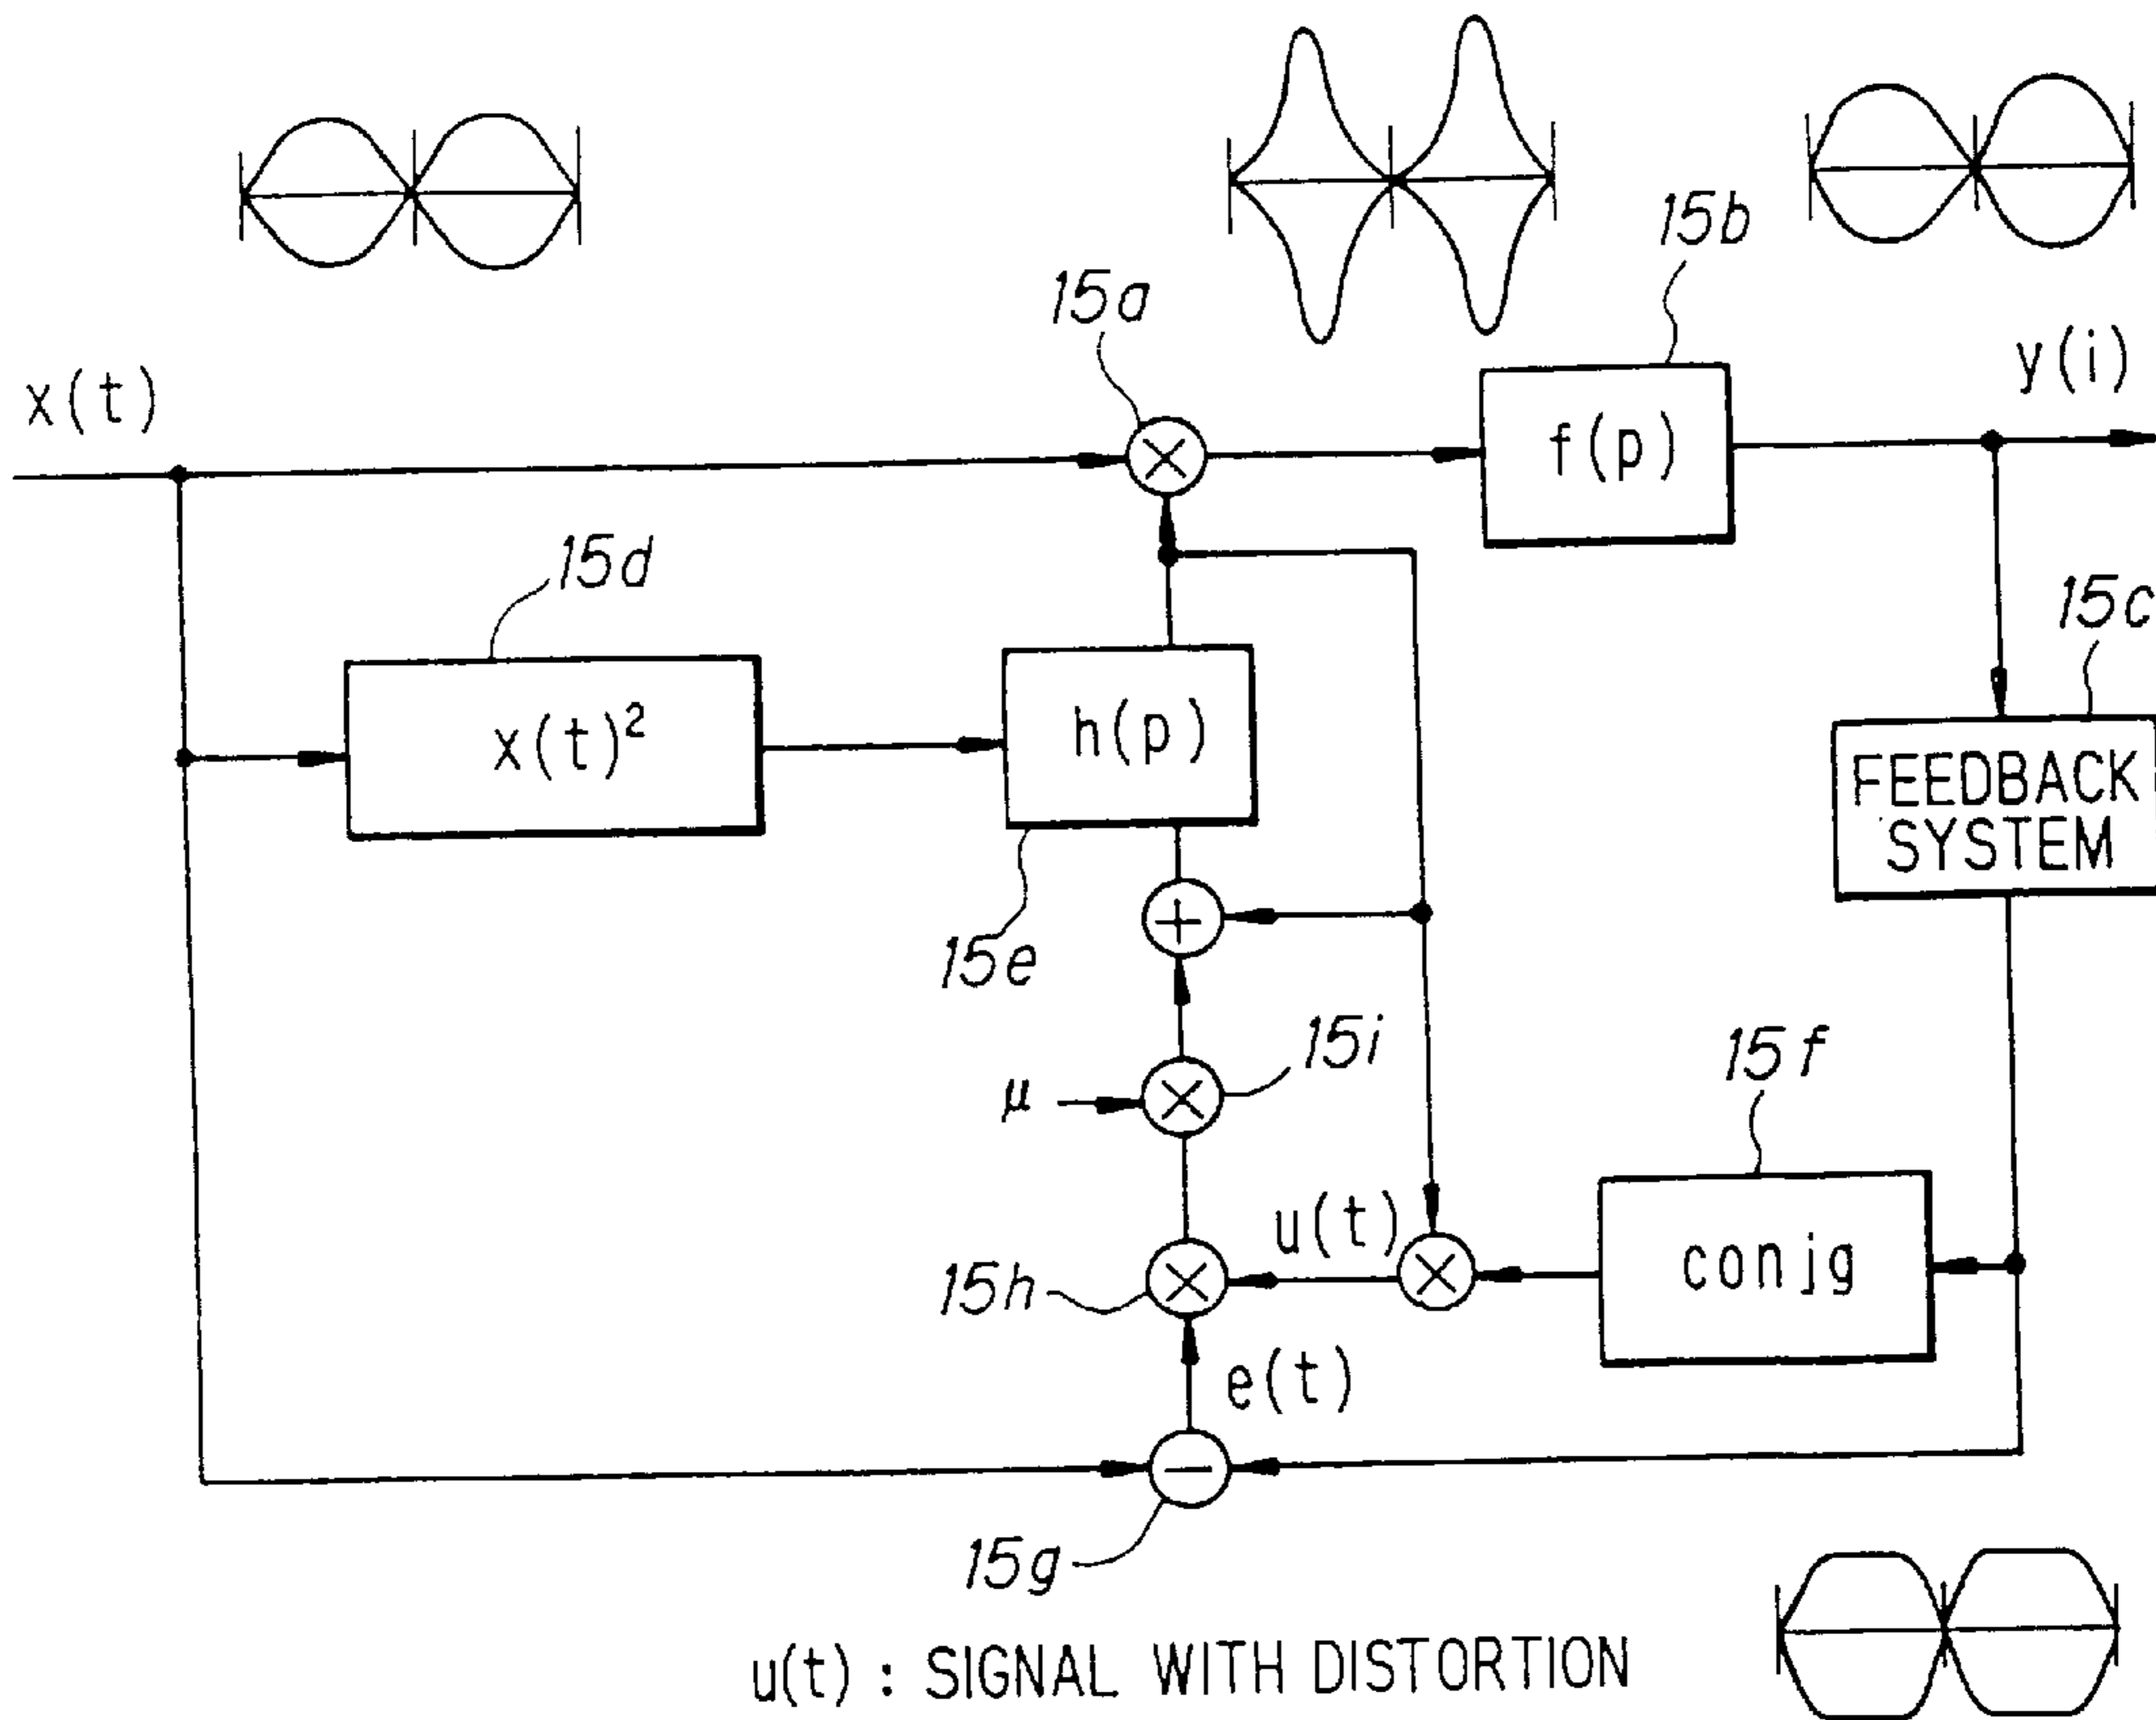 15b
15a
x(t)
y(i)
f(p)
15d
15c
x(t)²
h(p)
FEEDBACK
SYSTEM
15e
15i
15f
μ
u(t)
conjg
15h
e(t)
15g
u(t) : SIGNAL WITH DISTORTION